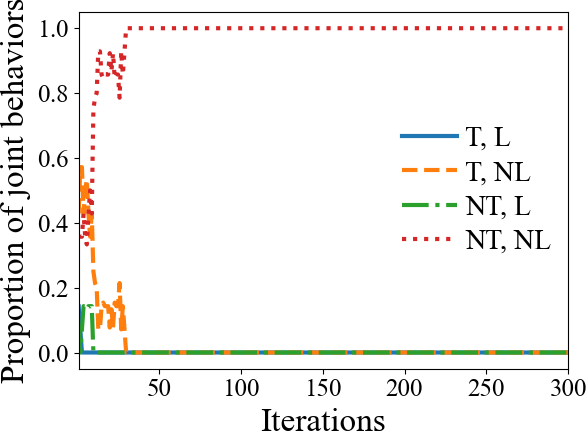 Proportion of joint behaviors
1.0
0.8
0.6
0.4
0.2
0.0
T, L
T, NL
NT, L
NT, NL
50
100
150
200
250
300
Iterations